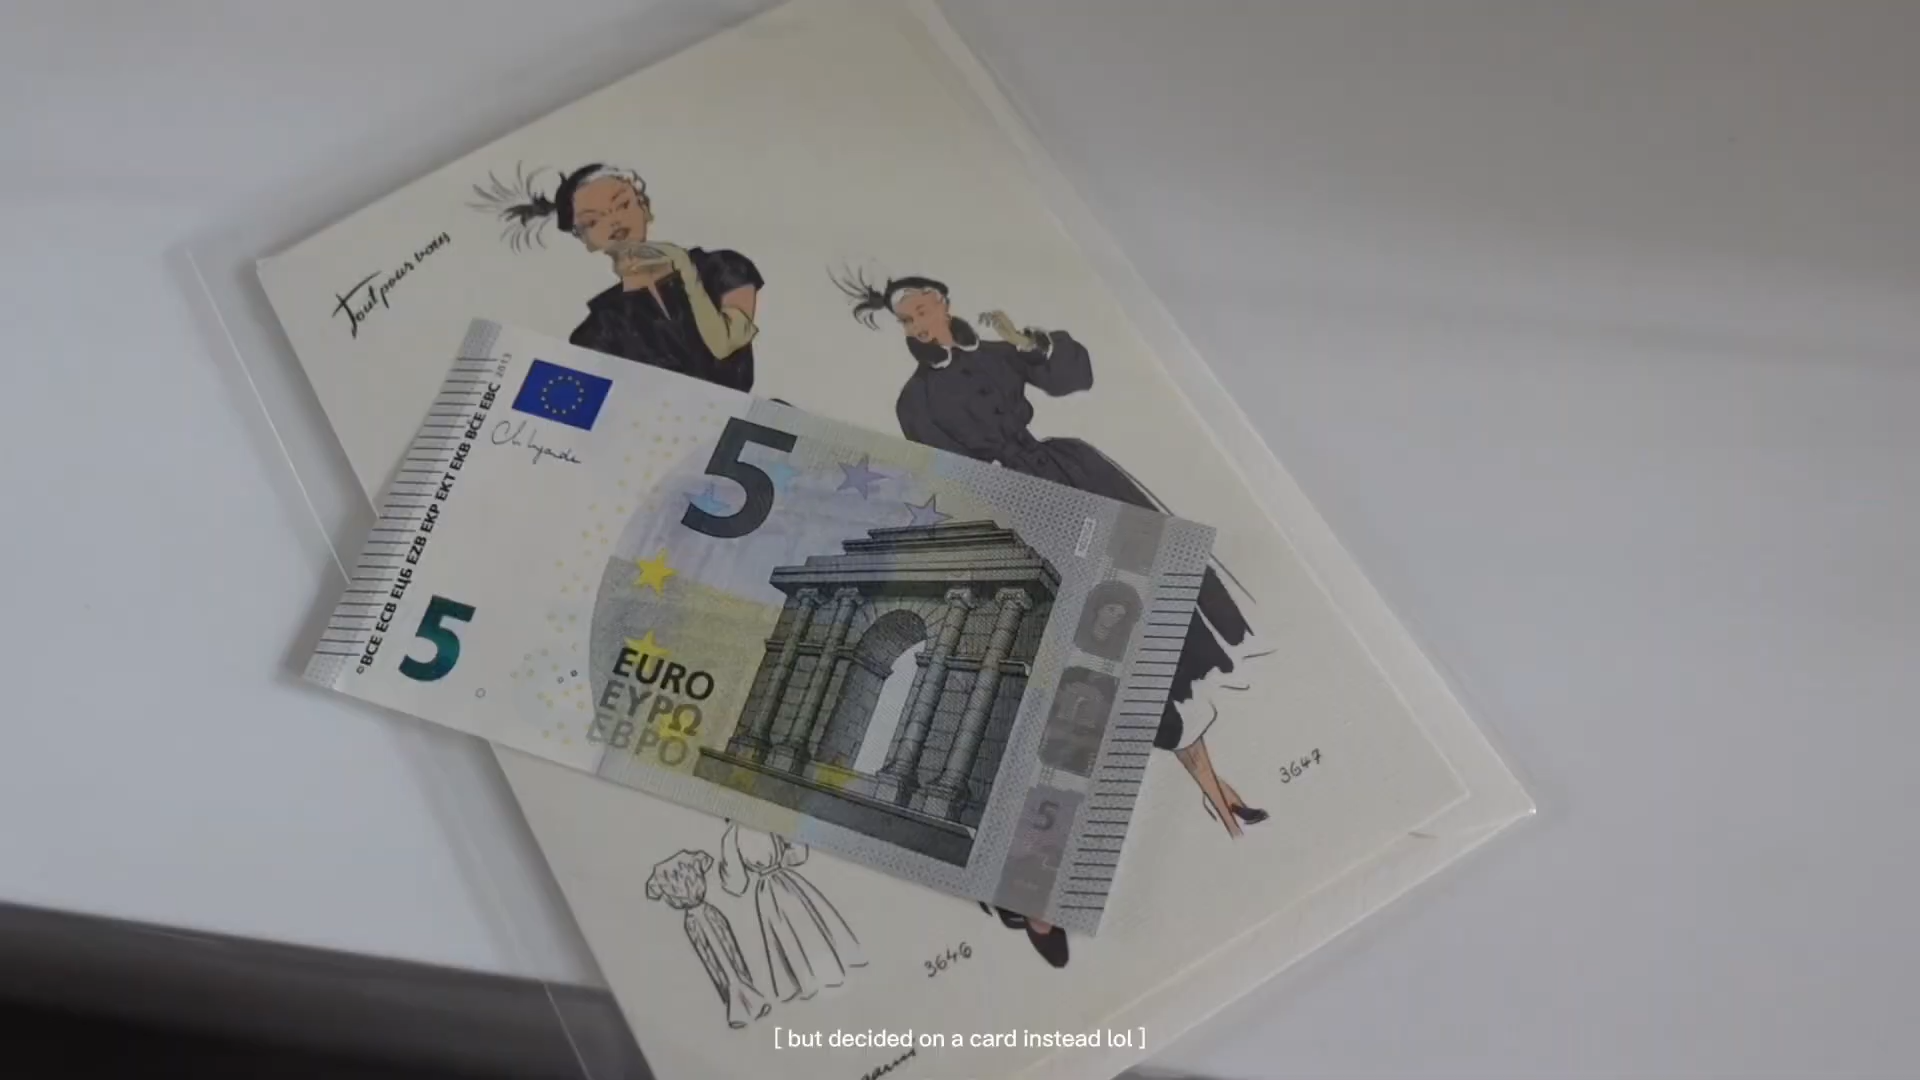 Tout pour vous
BCE ECB ЕЦБ EZB EKP EKT EKB BĊE EBC 2013
5
5
EURO
ΕΥΡΩ
ЕВРО
5
3647
3646
[ but decided on a card instead lol ]